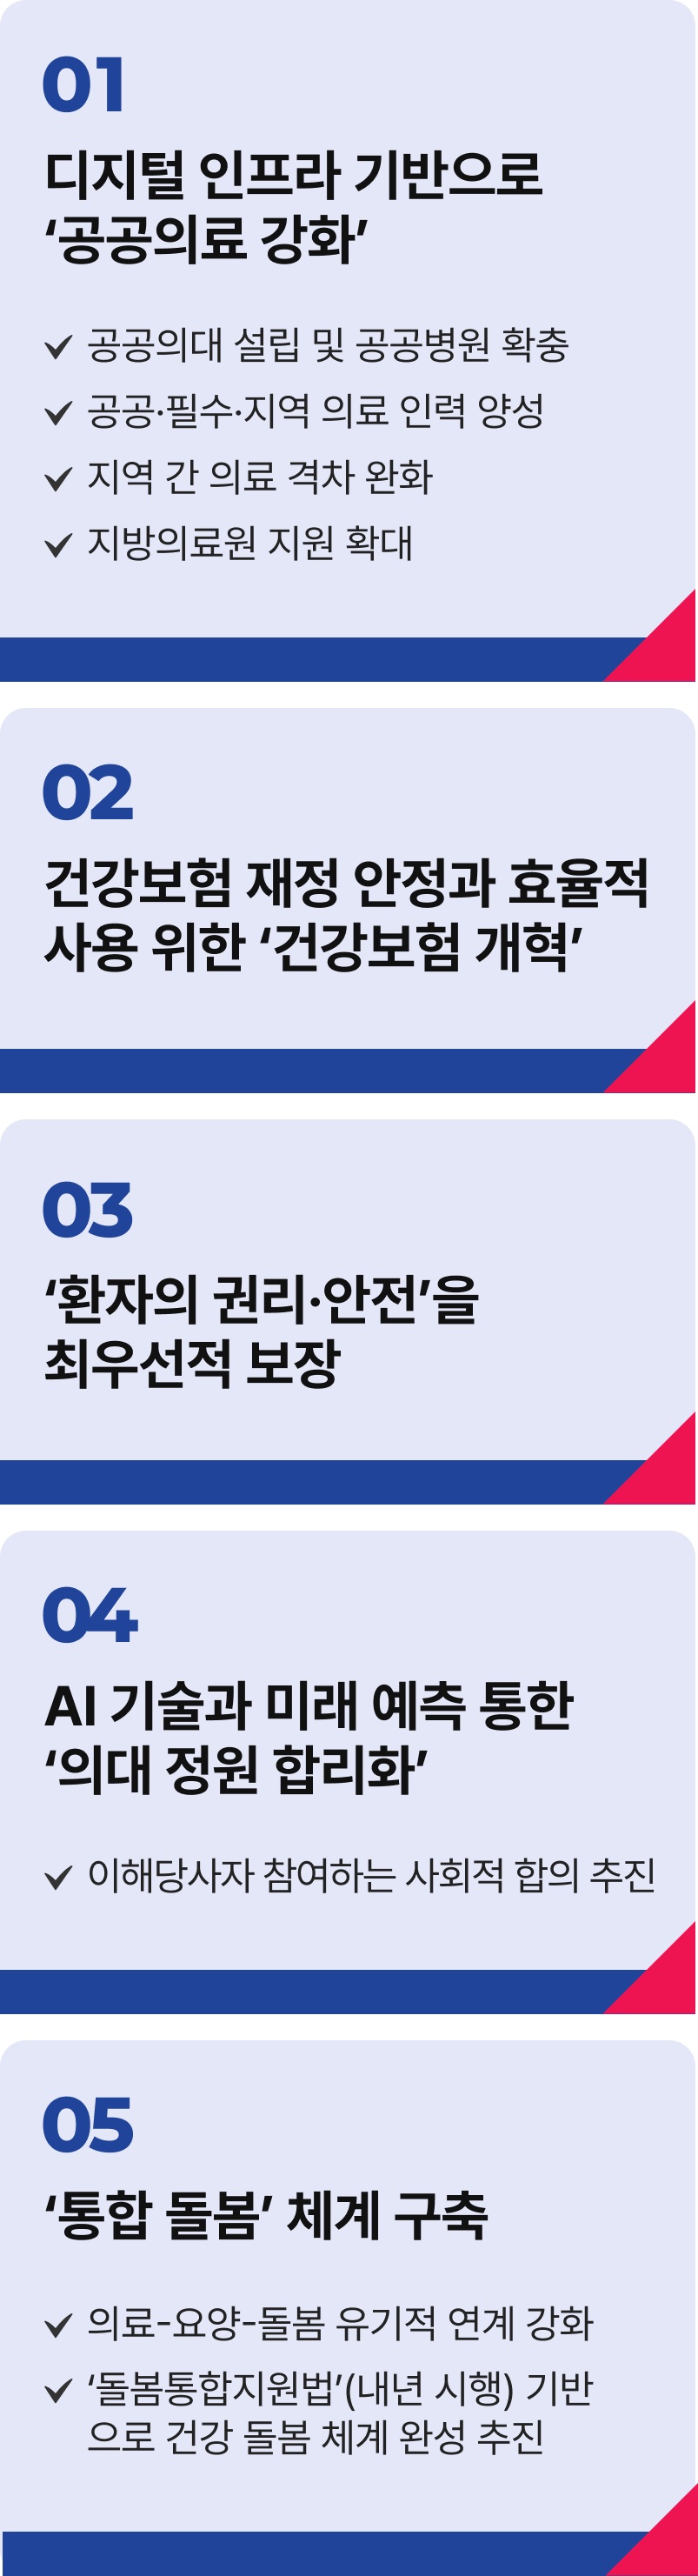 01
디지털 인프라 기반으로
‘공공의료 강화’
공공의대 설립 및 공공병원 확충
공공·필수·지역 의료 인력 양성
지역 간 의료 격차 완화
지방의료원 지원 확대
02
건강보험 재정 안정과 효율적
사용 위한 ‘건강보험 개혁’
03
‘환자의 권리·안전’을
최우선적 보장
04
AI 기술과 미래 예측 통한
‘의대 정원 합리화’
이해당사자 참여하는 사회적 합의 추진
05
‘통합 돌봄’ 체계 구축
의료-요양-돌봄 유기적 연계 강화
‘돌봄통합지원법’(내년 시행) 기반
으로 건강 돌봄 체계 완성 추진